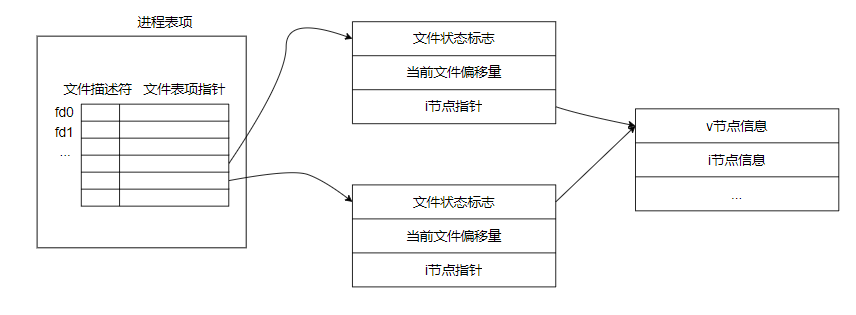 进程表项
文件描述符 文件表项指针
fd0
fd1
...
文件状态标志
当前文件偏移量
i节点指针
文件状态标志
当前文件偏移量
i节点指针
v节点信息
i节点信息
...